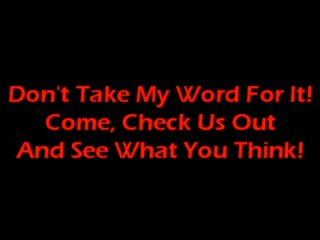 Don't Take My Word For It!
Come, Check Us Out
And See What You Think!